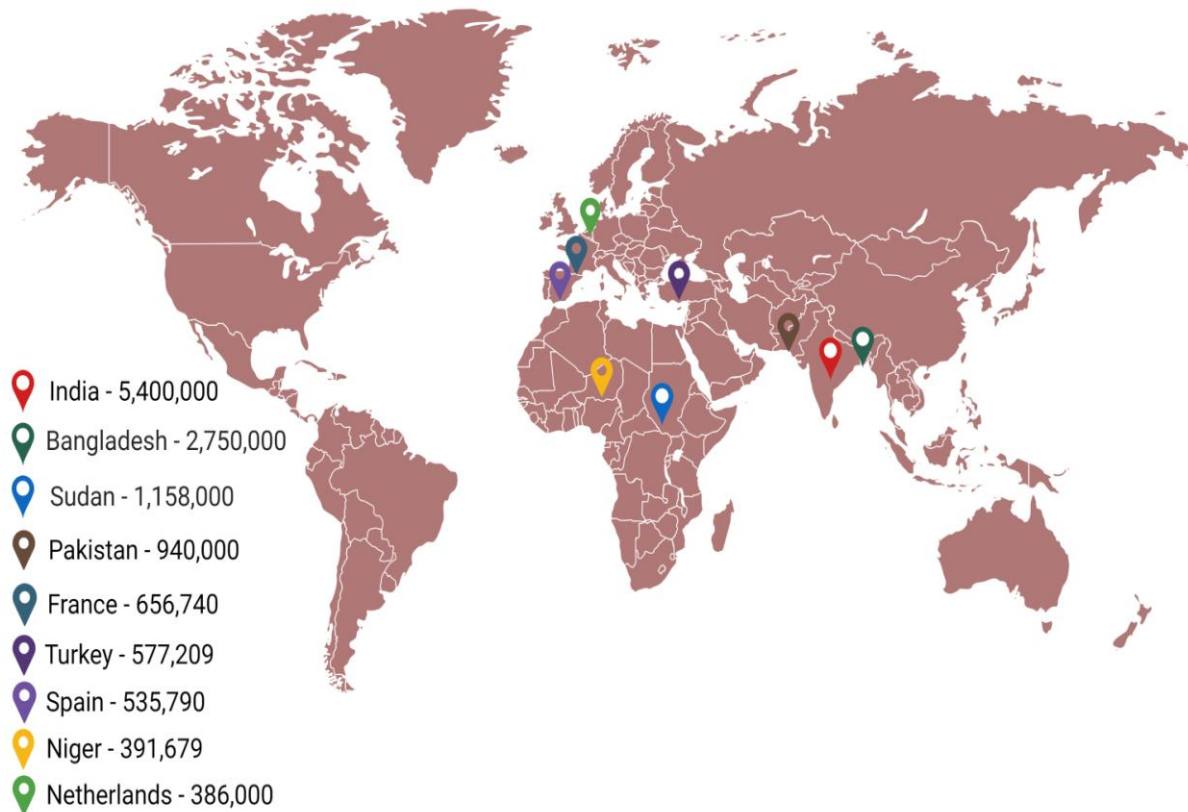 India - 5,400,000
Bangladesh - 2,750,000
Sudan - 1,158,000
Pakistan - 940,000
France - 656,740
Turkey - 577,209
Spain - 535,790
Niger - 391,679
Netherlands - 386,000